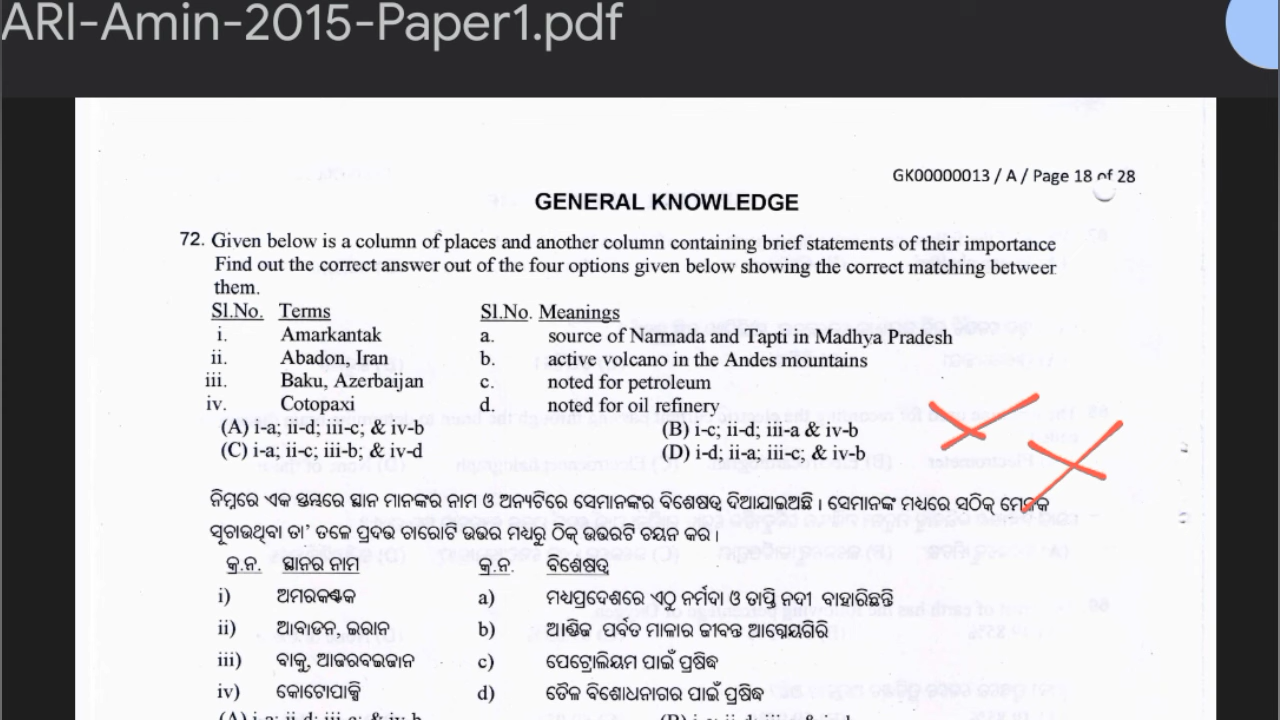 ARI-Amin-2015-Paper1.pdf
GK00000013 / A / Page 18 of 28
GENERAL KNOWLEDGE
72. Given below is a column of places and another column containing brief statements of their importance
Find out the correct answer out of the four options given below showing the correct matching between
them.
Sl.No. Terms Sl.No. Meanings
i. Amarkantak a. source of Narmada and Tapti in Madhya Pradesh
ii. Abadon, Iran b. active volcano in the Andes mountains
iii. Baku, Azerbaijan c. noted for petroleum
iv. Cotopaxi d. noted for oil refinery
(A) i-a; ii-d; iii-c; & iv-b (B) i-c; ii-d; iii-a & iv-b
(C) i-a; ii-c; iii-b; & iv-d (D) i-d; ii-a; iii-c, & iv-b
ନିମ୍ନରେ ଏକ ସ୍ତମ୍ଭରେ ସ୍ଥାନ ମାନଙ୍କର ନାମ ଓ ଅନ୍ୟଟିରେ ସେମାନଙ୍କର ବିଶେଷତ୍ୱ ଦିଆଯାଇଅଛି । ସେମାନଙ୍କ ମଧ୍ୟରେ ସଠିକ୍ ମେଳକ
ସୂଚାଉଥିବା ତା' ତଳେ ପ୍ରଦତ୍ତ ଚାରୋଟି ଉତ୍ତର ମଧ୍ୟରୁ ଠିକ୍ ଉତ୍ତରଟି ଚୟନ କର ।
କ୍ର.ନ. ସ୍ଥାନର ନାମ କ୍ର.ନ. ବିଶେଷତ୍ୱ
i) ଅମରକଣ୍ଟକ a) ମଧ୍ୟପ୍ରଦେଶରେ ଏଠୁ ନର୍ମଦା ଓ ତାପ୍ତି ନଦୀ ବାହାରିଛନ୍ତି
ii) ଆବାଡନ, ଇରାନ b) ଆଣ୍ଡିଜ ପର୍ବତ ମାଳାର ଜୀବନ୍ତ ଆଗ୍ନେୟଗିରି
iii) ବାକୁ, ଆଜରବଇଜାନ c) ପେଟ୍ରୋଲିୟମ ପାଇଁ ପ୍ରସିଦ୍ଧ
iv) କୋଟୋପାକ୍ସି d) ତୈଳ ବିଶୋଧନାଗର ପାଇଁ ପ୍ରସିଦ୍ଧ